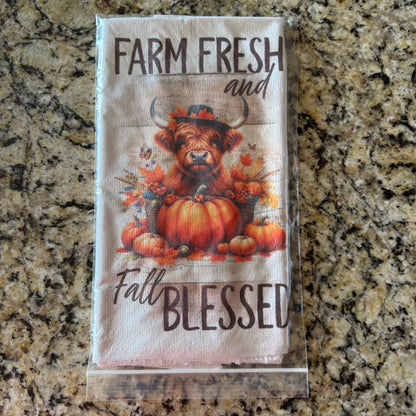 FARM FRESH
and
Fall
BLESSED